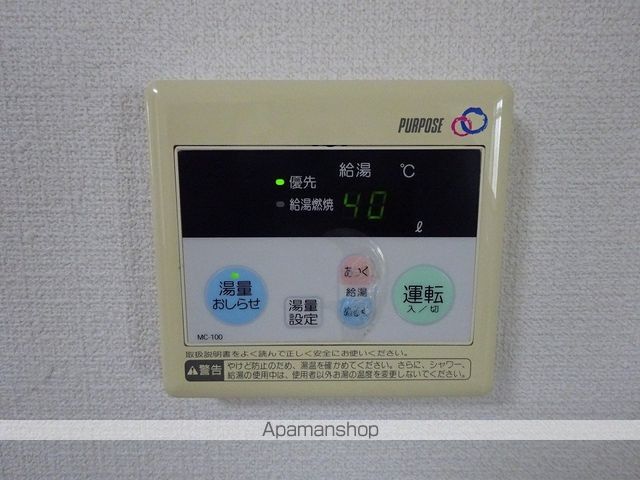 PURPOSE
給湯 ℃
優先
給湯燃焼 40
ℓ
湯量
おしらせ
湯量
設定
あつく
給湯
ぬるく
運転
入/切
MC-100
取扱説明書をよく読んで正しく安全にお使いください。
警告
やけど防止のため、湯温を確かめてください。さらに、シャワー、
給湯の使用中は、使用者以外お湯の温度を変更しないでください。
Apamanshop